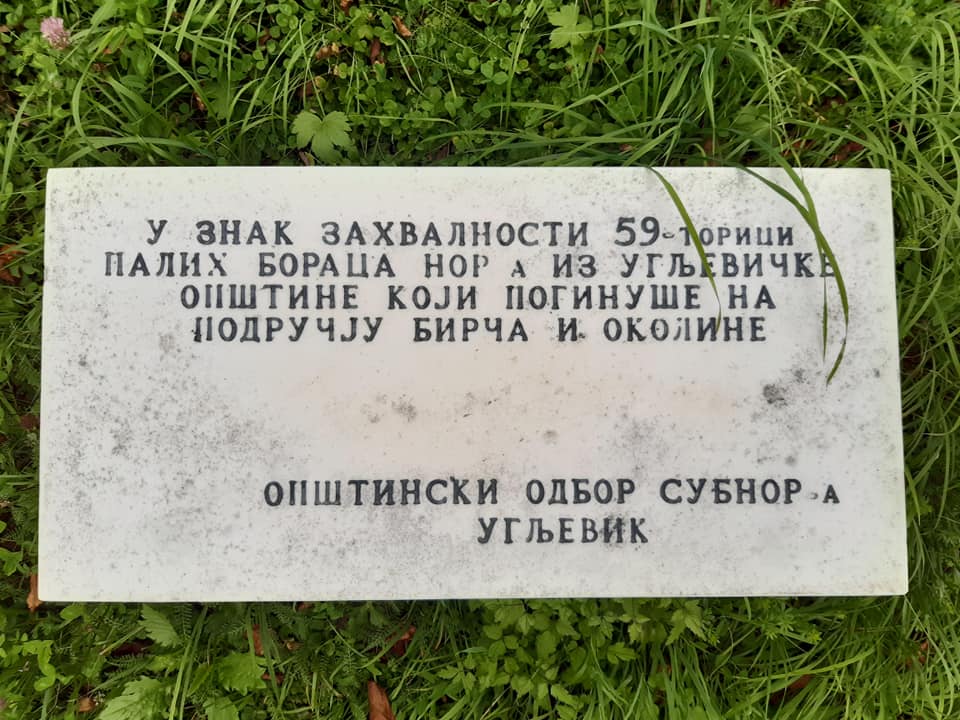 У ЗНАК ЗАХВАЛНОСТИ 59-торици
ПАЛИХ БОРАЦА НОР а ИЗ УГЉЕВИЧКЕ
ОПШТИНЕ КОЈИ ПОГИНУШЕ НА
ПОДРУЧЈУ БИРЧА И ОКОЛИНЕ
ОПШТИНСКИ ОДБОР СУБНОР-а
УГЉЕВИК